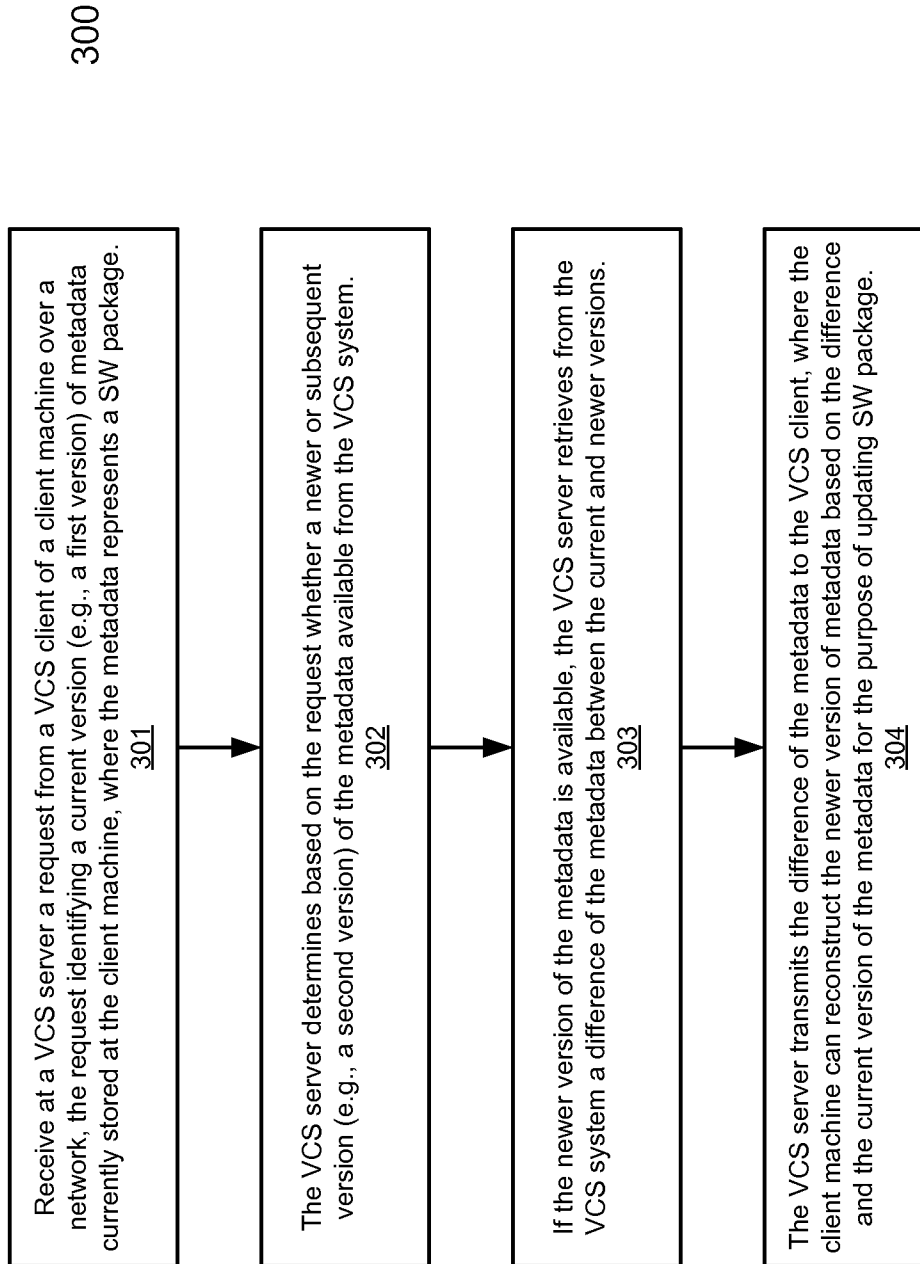 300
Receive at a VCS server a request from a VCS client of a client machine over a
network, the request identifying a current version (e.g., a first version) of metadata
currently stored at the client machine, where the metadata represents a SW package.
301
The VCS server determines based on the request whether a newer or subsequent
version (e.g., a second version) of the metadata available from the VCS system.
302
If the newer version of the metadata is available, the VCS server retrieves from the
VCS system a difference of the metadata between the current and newer versions.
303
The VCS server transmits the difference of the metadata to the VCS client, where the
client machine can reconstruct the newer version of metadata based on the difference
and the current version of the metadata for the purpose of updating SW package.
304